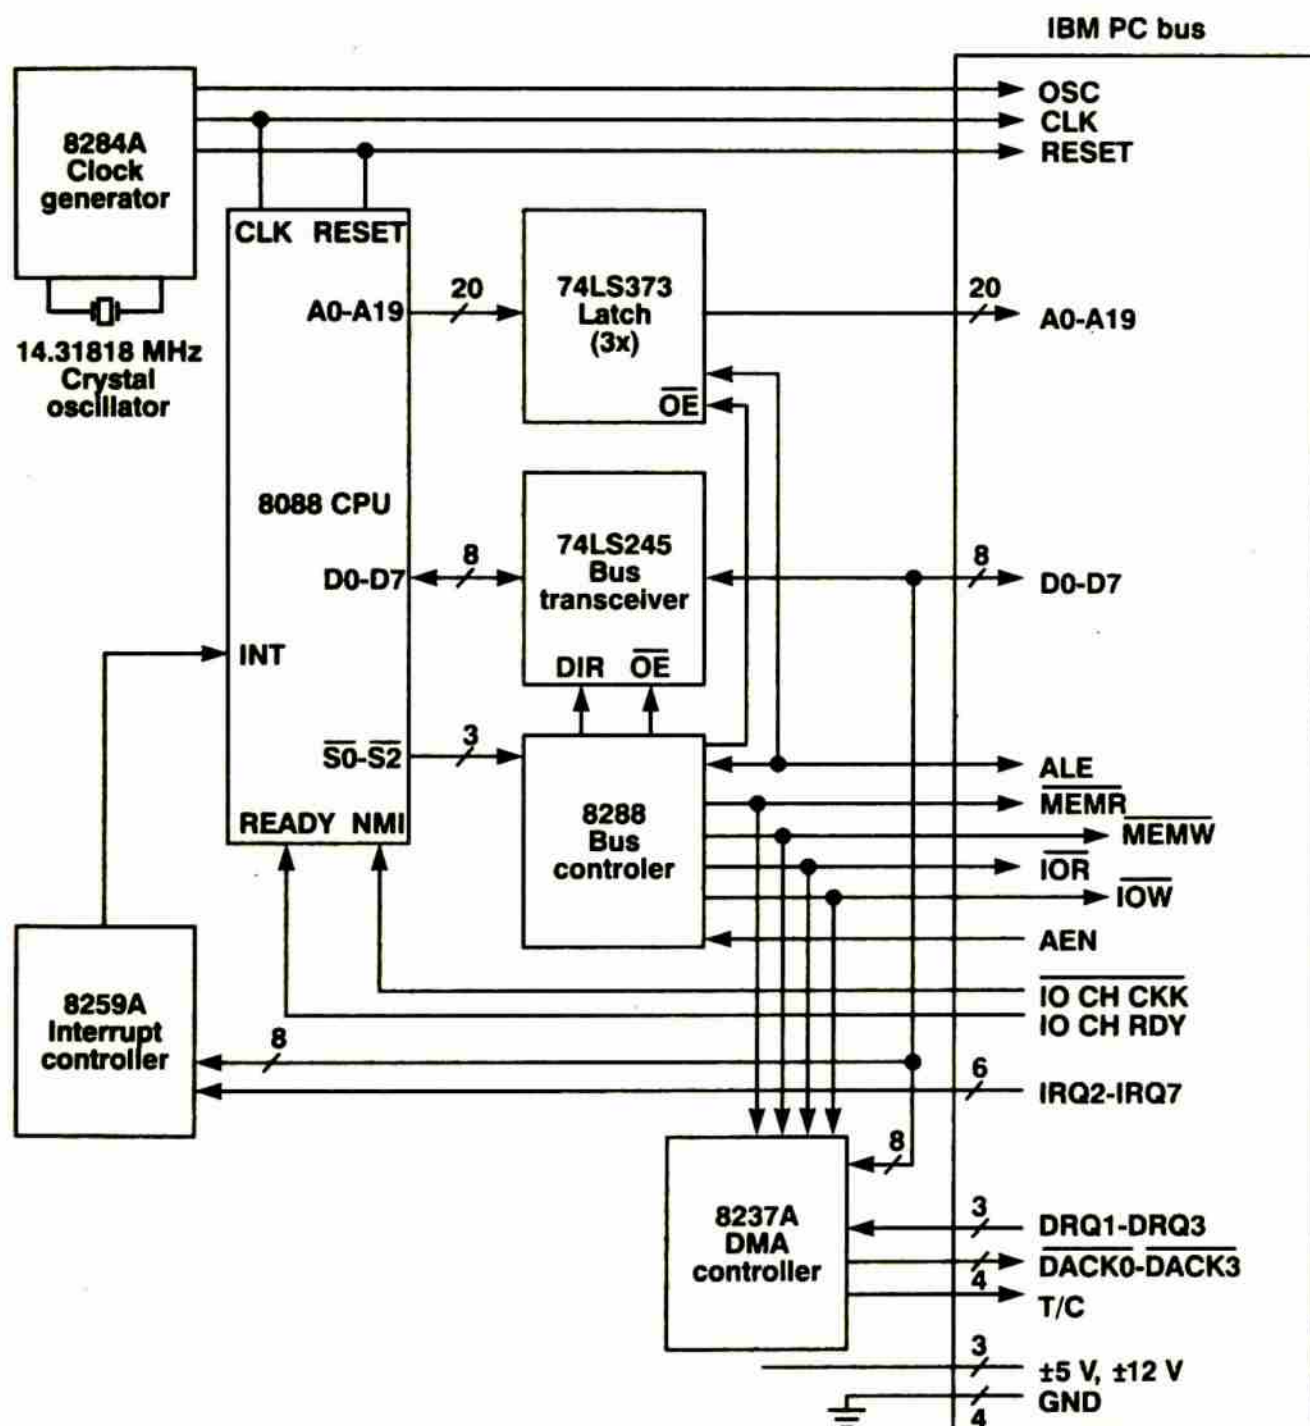 IBM PC bus
8284A
Clock
generator
OSC
CLK
RESET
14.31818 MHz
Crystal
oscillator
CLK RESET
A0-A19
20
74LS373
Latch
(3x)
OE
20
A0-A19
8088 CPU
D0-D7
8
74LS245
Bus
transceiver
DIR OE
8
D0-D7
INT
S0-S2
3
READY NMI
8288
Bus
controler
ALE
MEMR
MEMW
IOR
IOW
AEN
IO CH CKK
IO CH RDY
8259A
Interrupt
controller
8
6
IRQ2-IRQ7
8
8237A
DMA
controller
3
DRQ1-DRQ3
DACK0-DACK3
4
T/C
3
±5 V, ±12 V
GND
4